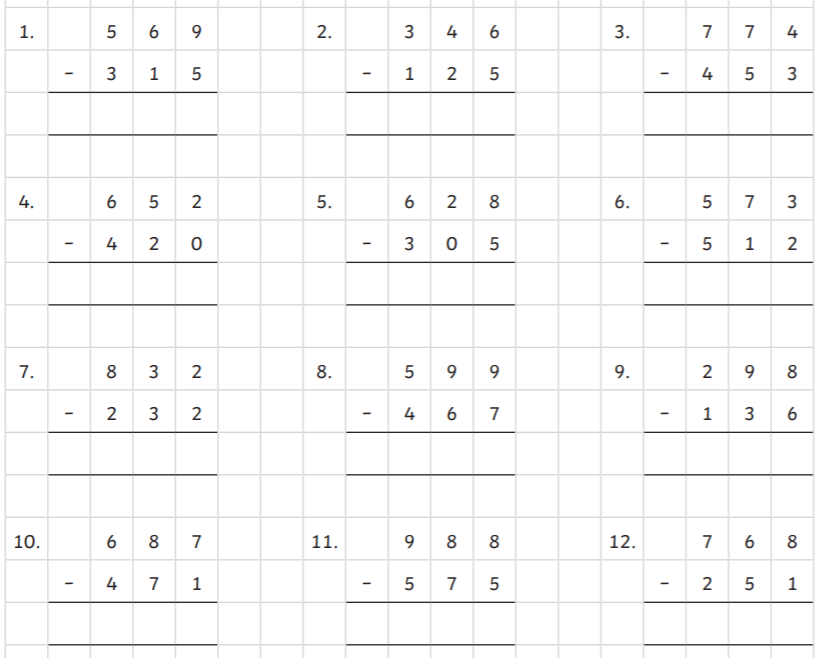 1. 5 6 9 2. 3 4 6 3. 7 7 4
- 3 1 5 - 1 2 5 - 4 5 3
4. 6 5 2 5. 6 2 8 6. 5 7 3
- 4 2 0 - 3 0 5 - 5 1 2
7. 8 3 2 8. 5 9 9 9. 2 9 8
- 2 3 2 - 4 6 7 - 1 3 6
10. 6 8 7 11. 9 8 8 12. 7 6 8
- 4 7 1 - 5 7 5 - 2 5 1